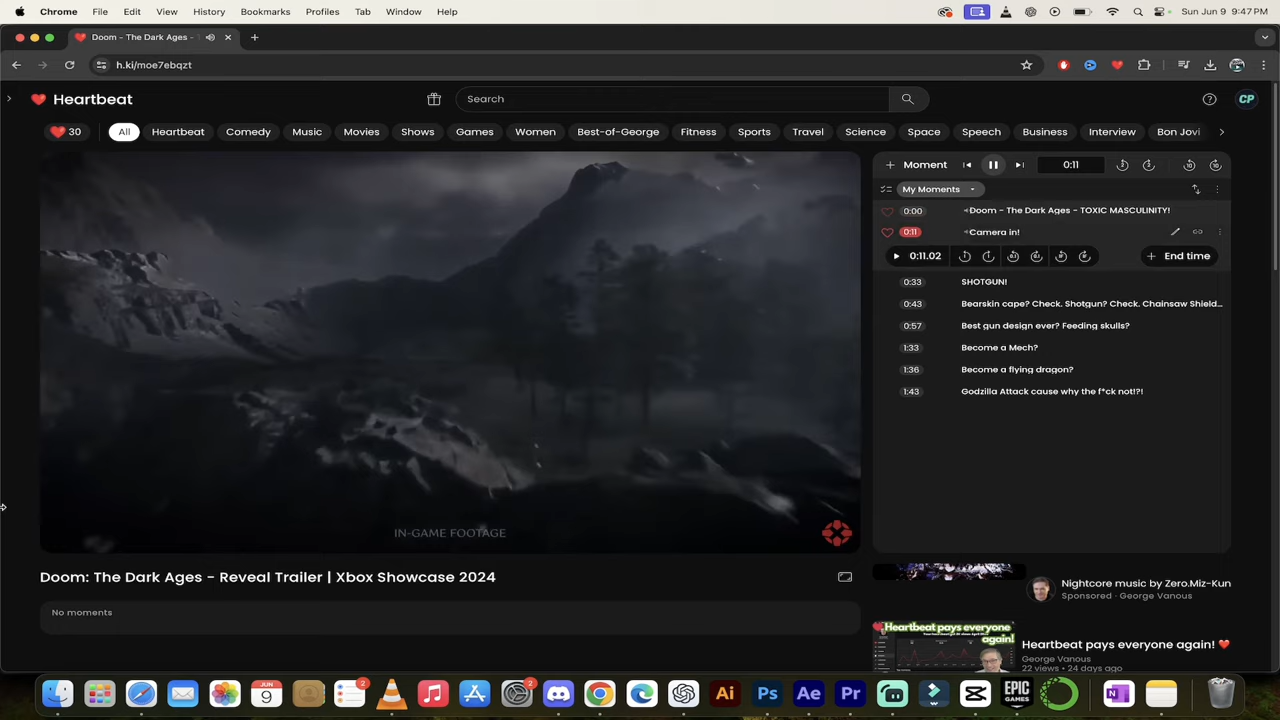 Chrome File Edit View History Bookmarks Profiles Tab Window Help Sun Jun 9 9:47 PM
Doom - The Dark Ages -
h.ki/moe7ebqzt
Heartbeat Search CP
30 All Heartbeat Comedy Music Movies Shows Games Women Best-of-George Fitness Sports Travel Science Space Speech Business Interview Bon Jovi
Moment 0:11
My Moments
0:00 Doom - The Dark Ages - TOXIC MASCULINITY!
0:11 Camera in!
0:11.02 End time
0:33 SHOTGUN!
0:43 Bearskin cape? Check. Shotgun? Check. Chainsaw Shield...
0:57 Best gun design ever? Feeding skulls?
1:33 Become a Mech?
1:36 Become a flying dragon?
1:43 Godzilla Attack cause why the f*ck not!?!
IN-GAME FOOTAGE
Doom: The Dark Ages - Reveal Trailer | Xbox Showcase 2024
No moments
Nightcore music by Zero.Miz-Kun
Sponsored · George Vanous
Heartbeat pays everyone again!
Heartbeat pays everyone again!
George Vanous
22 views • 24 days ago
JUN
9
2
2
Ai Ps Ae Pr
EPIC
GAMES
N